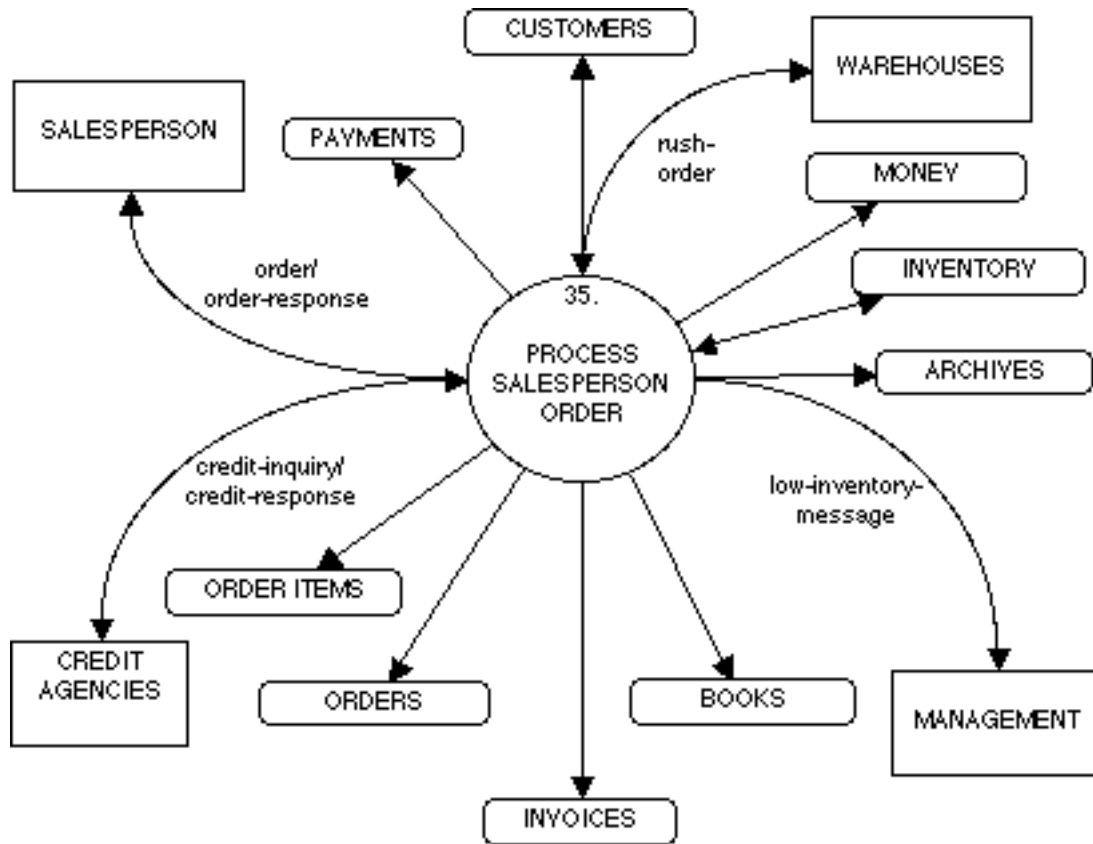 CUSTOMERS
WAREHOUSES
SALESPERSON
PAYMENTS
rush-
order
MONEY
order/
order-response
INVENTORY
35.
PROCESS
SALESPERSON
ORDER
ARCHIVES
credit-inquiry/
credit-response
low-inventory-
message
ORDER ITEMS
CREDIT
AGENCIES
ORDERS
BOOKS
MANAGEMENT
INVOICES